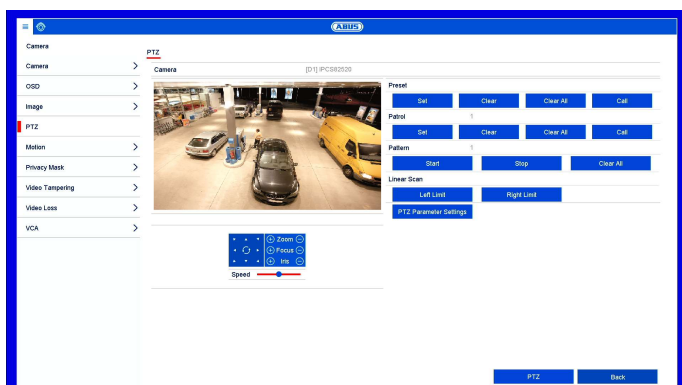 ABUS
Camera
PTZ
Camera
Camera [D1] IPCS82520
OSD
Preset
Image
Set Clear Clear All Call
Patrol 1
PTZ
Set Clear Clear All Call
Motion
Pattern 1
Privacy Mask
Start Stop Clear All
Linear Scan
Video Tampering
Left Limit Right Limit
Video Loss
PTZ Parameter Settings
VCA
Zoom
Focus
Iris
Speed
PTZ Back